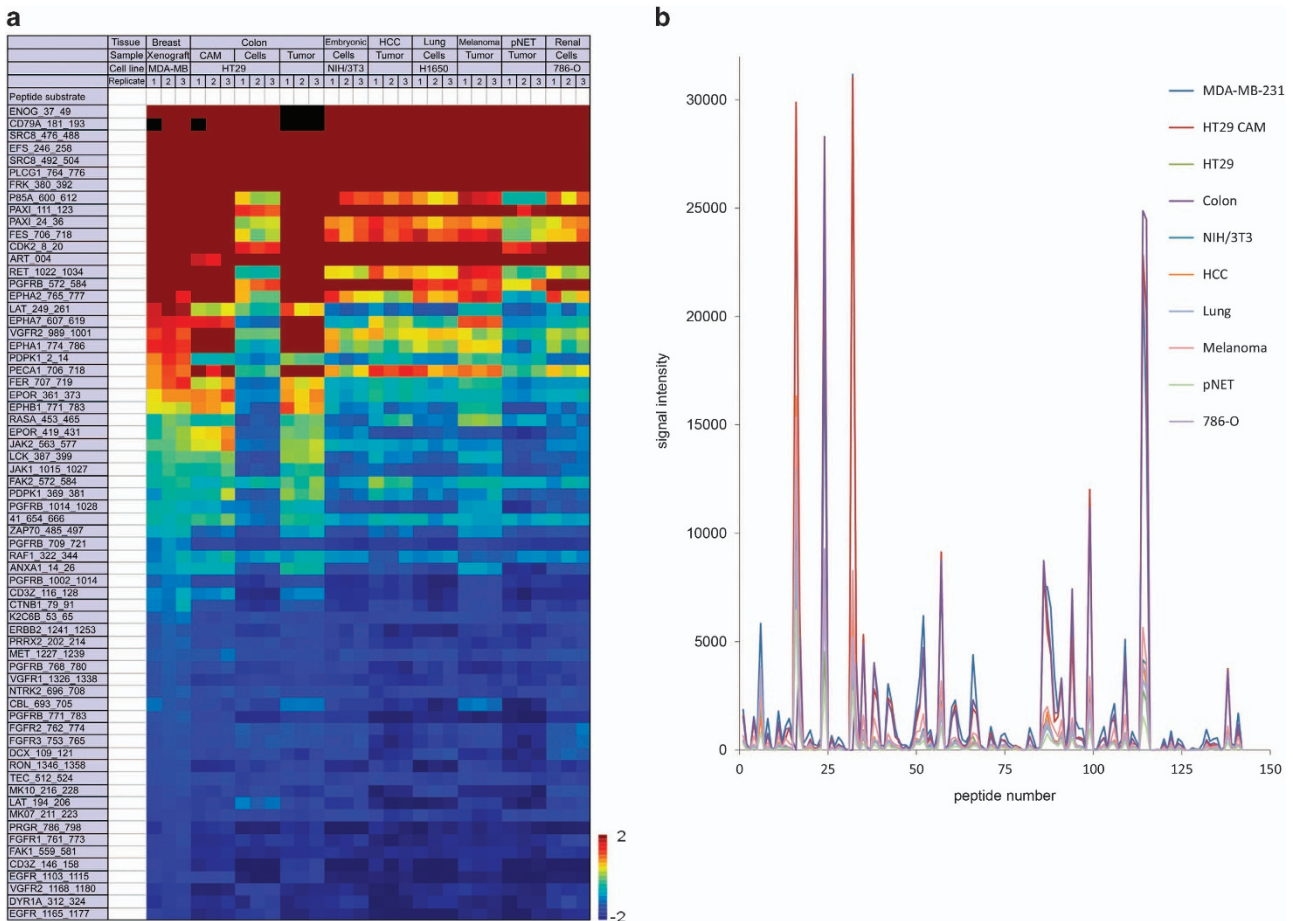 a
Tissue Breast Colon Embryonic HCC Lung Melanoma pNET Renal
Sample Xenograft CAM Cells Tumor Cells Tumor Cells Tumor Tumor Cells
Cell line MDA-MB HT29 NIH/3T3 H1650 786-O
Replicate 1 2 3 1 2 3 1 2 3 1 2 3 1 2 3 1 2 3 1 2 3 1 2 3 1 2 3 1 2 3
Peptide substrate
ENOG_37_49
CD79A_181_193
SRC8_476_488
EFS_246_258
SRC8_492_504
PLCG1_764_776
FRK_380_392
P85A_600_612
PAXI_111_123
PAXI_24_36
FES_706_718
CDK2_8_20
ART_004
RET_1022_1034
PGFRB_572_584
EPHA2_765_777
LAT_249_261
EPHA7_607_619
VGFR2_989_1001
EPHA1_774_786
PDPK1_2_14
PECA1_706_718
FER_707_719
EPOR_361_373
EPHB1_771_783
RASA_453_465
EPOR_419_431
JAK2_563_577
LCK_387_399
JAK1_1015_1027
FAK2_572_584
PDPK1_369_381
PGFRB_1014_1028
41_654_666
ZAP70_485_497
PGFRB_709_721
RAF1_322_344
ANXA1_14_26
PGFRB_1002_1014
CD3Z_116_128
CTNB1_79_91
K2C6B_53_65
ERBB2_1241_1253
PRRX2_202_214
MET_1227_1239
PGFRB_768_780
VGFR1_1326_1338
NTRK2_696_708
CBL_693_705
PGFRB_771_783
FGFR2_762_774
FGFR3_753_765
DCX_109_121
RON_1346_1358
TEC_512_524
MK10_216_228
LAT_194_206
MK07_211_223
PRGR_786_798
FGFR1_761_773
FAK1_559_581
CD3Z_146_158
EGFR_1103_1115
VGFR2_1168_1180
DYR1A_312_324
EGFR_1165_1177
2
-2
b
30000
25000
20000
15000
10000
5000
0
signal intensity
0 25 50 75 100 125 150
peptide number
MDA-MB-231
HT29 CAM
HT29
Colon
NIH/3T3
HCC
Lung
Melanoma
pNET
786-O